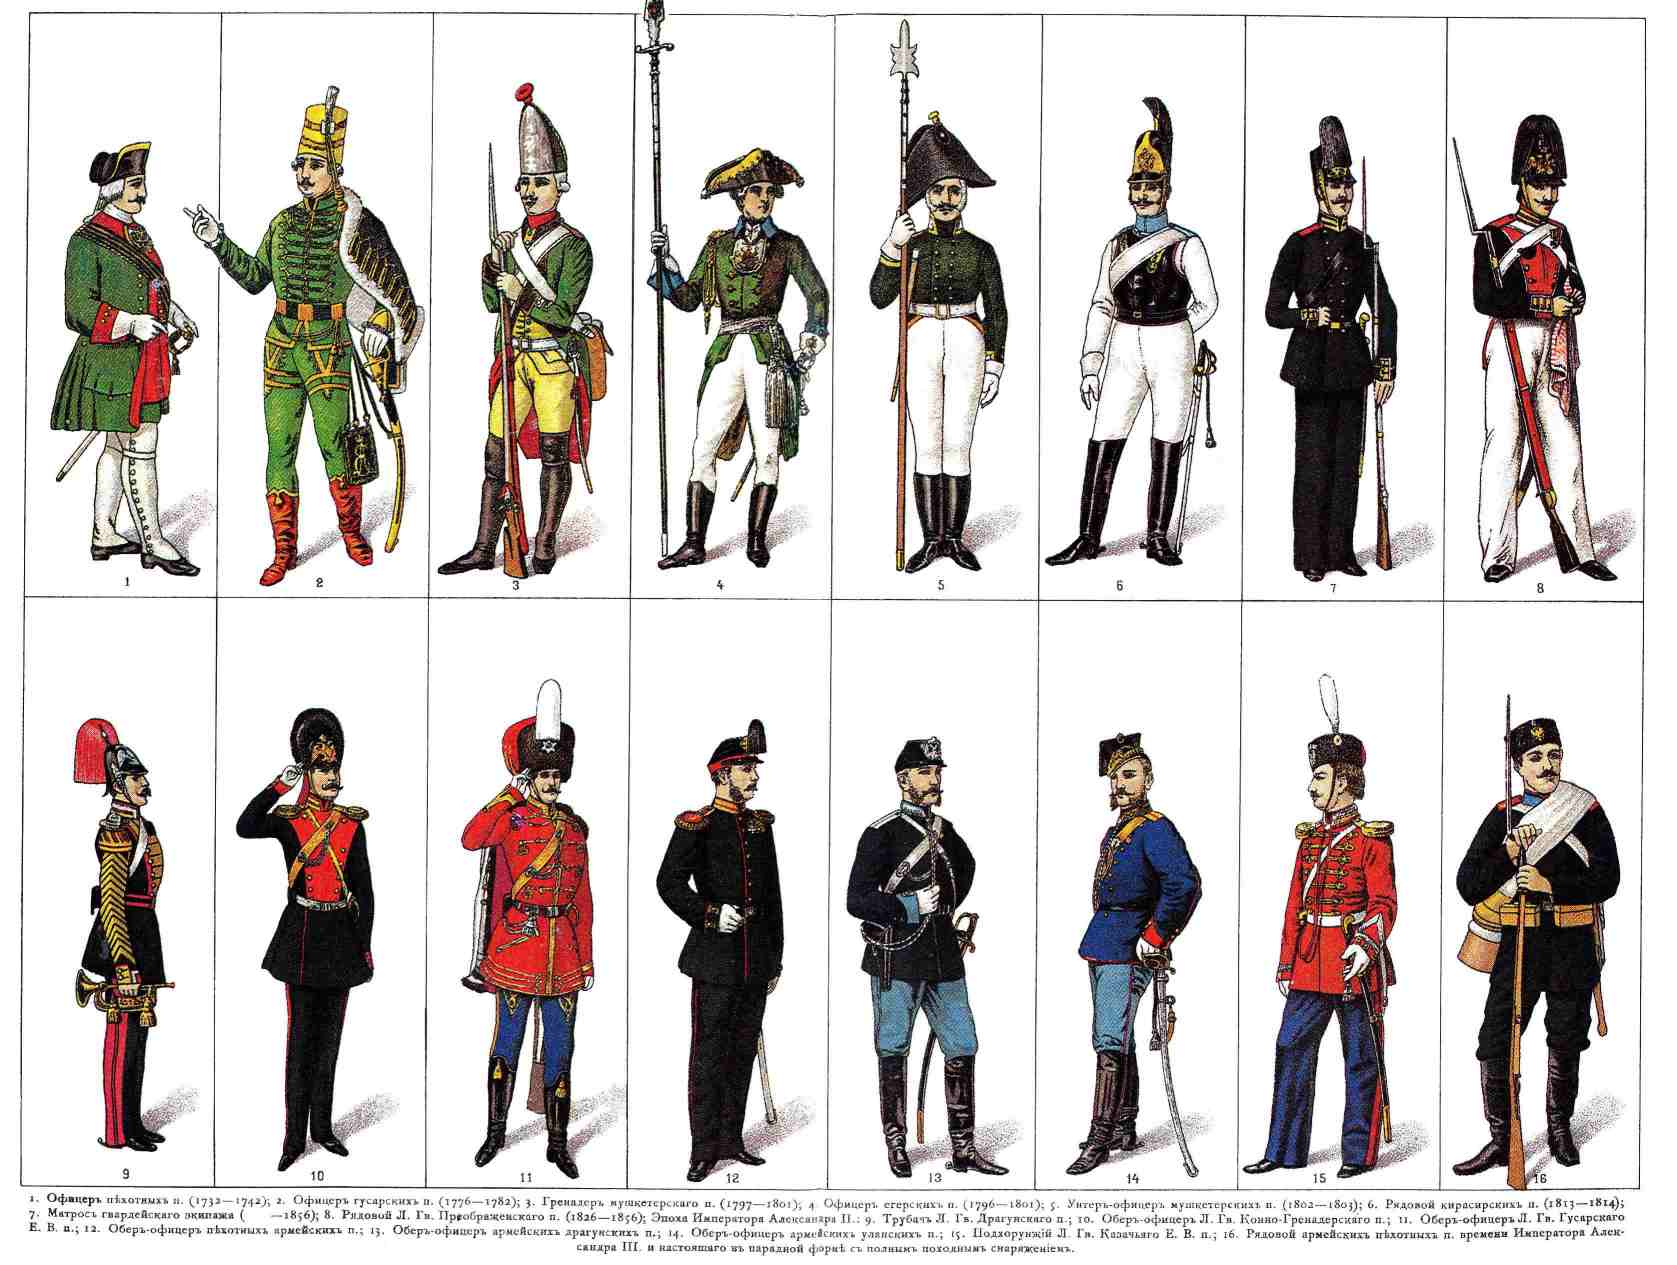 1 2 3 4 5 6 7 8
9 10 11 12 13 14 15 16
1. Офицеръ пѣхотныхъ п. (1732—1742); 2. Офицеръ гусарскихъ п. (1776—1782); 3. Гренадеръ мушкетерскаго п. (1797—1801); 4 Офицеръ егерскихъ п. (1796—1801); 5. Унтеръ-офицеръ мушкетерскихъ п. (1802—1803); 6. Рядовой кирасирскихъ п. (1813—1814);
7. Матросъ гвардейскаго экипажа ( —1856); 8. Рядовой Л. Гв. Преображенскаго п. (1826—1856); Эпоха Императора Александра II.: 9. Трубачъ Л. Гв. Драгунскаго п.; 10. Оберъ-офицеръ Л. Гв. Конно-Гренадерскаго п.; 11. Оберъ-офицеръ Л. Гв. Гусарскаго
Е. В. п.; 12. Оберъ-офицеръ пѣхотныхъ армейскихъ п.; 13. Оберъ-офицеръ армейскихъ драгунскихъ п.; 14. Оберъ-офицеръ армейскихъ уланскихъ п.; 15. Подхорунжій Л. Гв. Казачьяго Е. В. п.; 16. Рядовой армейскихъ пѣхотныхъ п. времени Императора Алек-
сандра III. и настоящаго въ парадной формѣ съ полнымъ походнымъ снаряженіемъ.